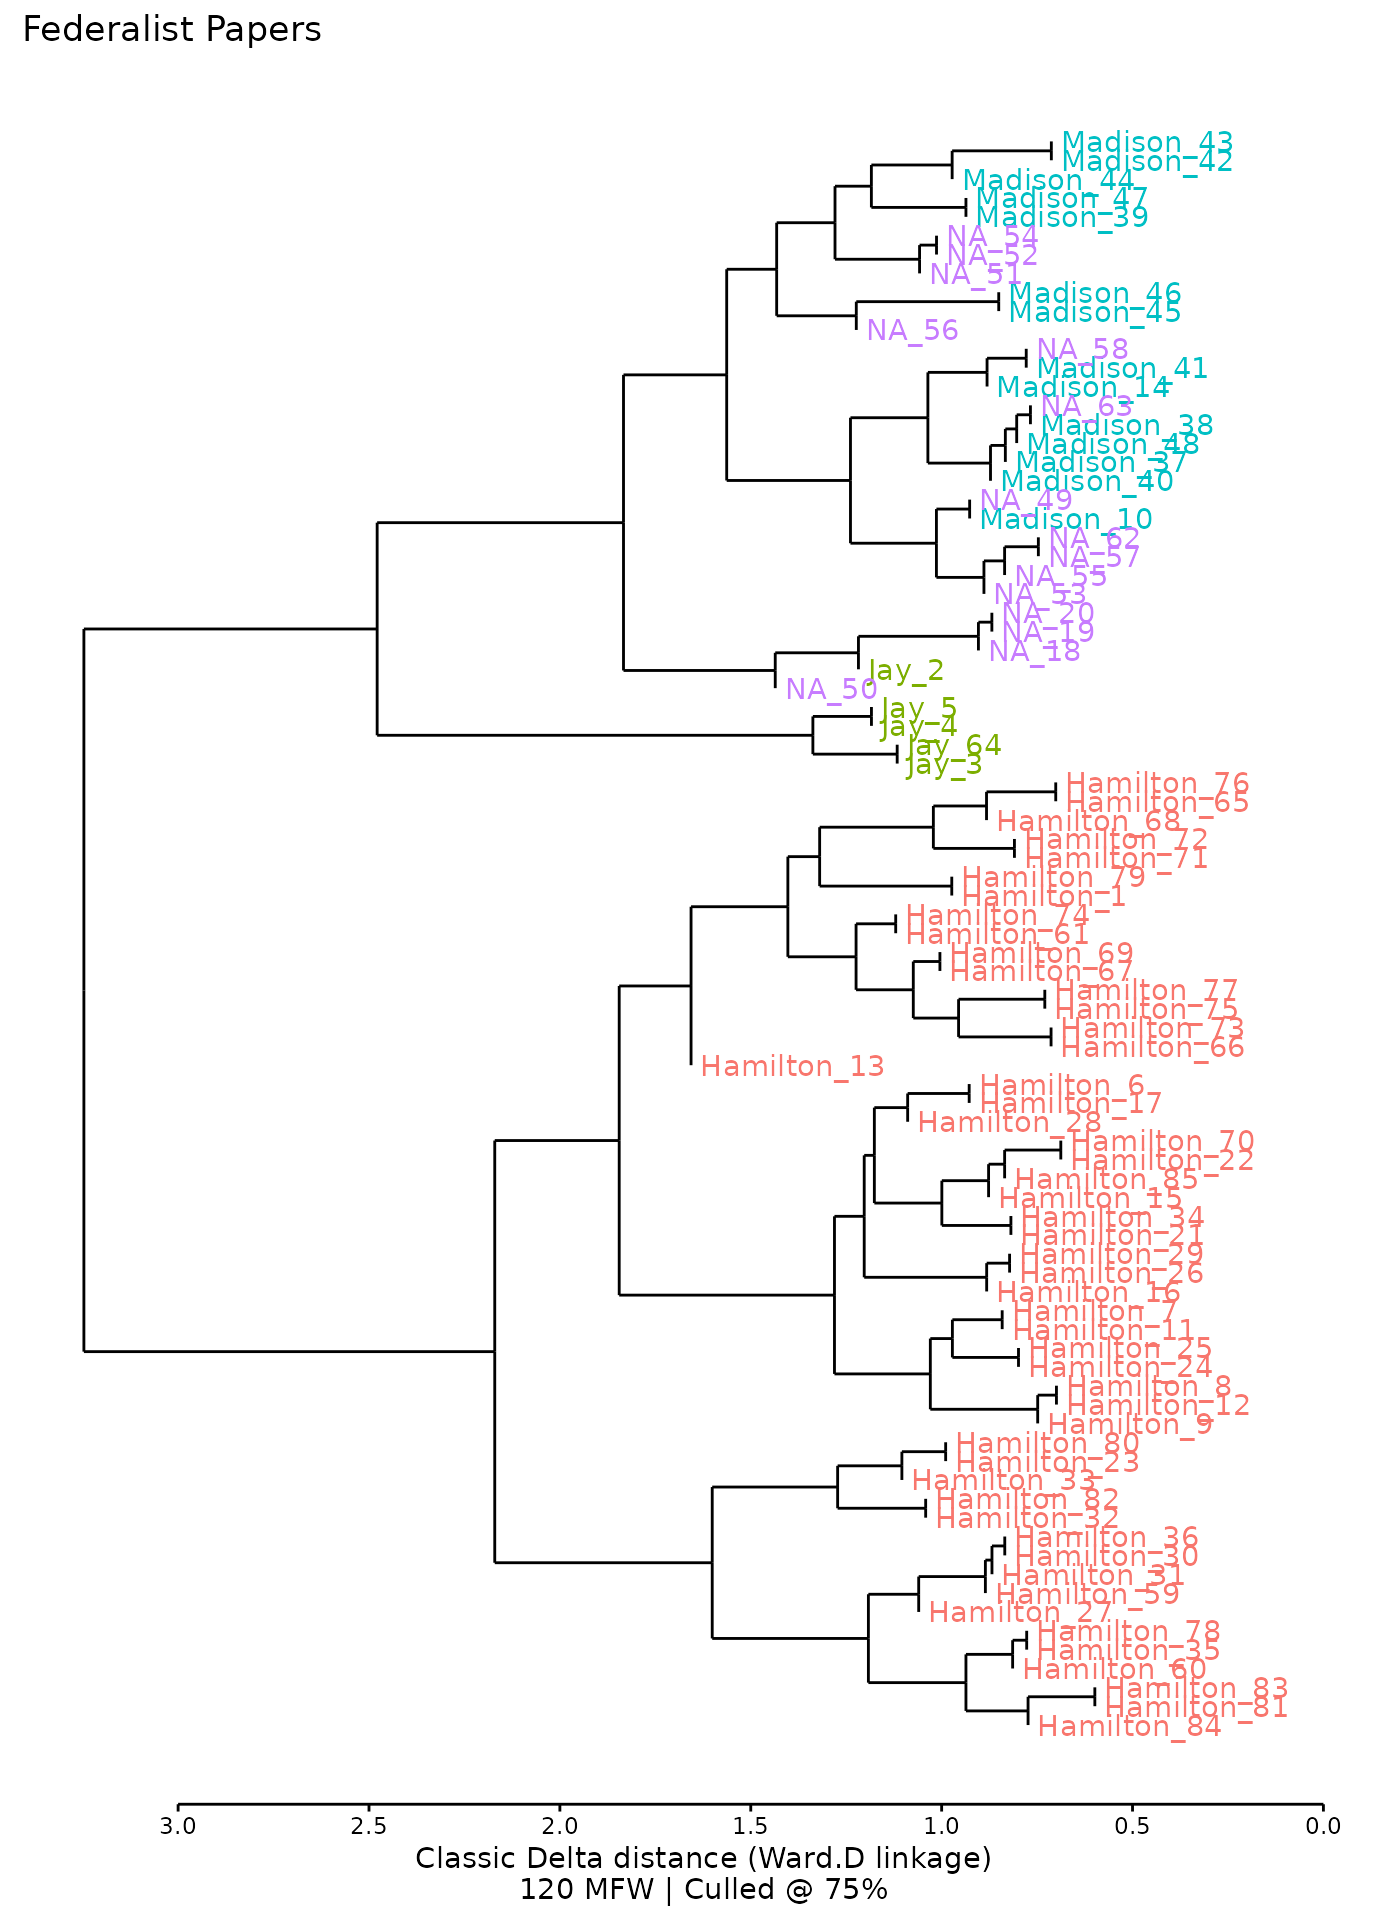 Federalist Papers
Madison_43
Madison_42
Madison_44
Madison_47
Madison_39
NA_54
NA_52
NA_51
Madison_46
Madison_45
NA_56
NA_58
Madison_41
Madison_14
NA_63
Madison_38
Madison_48
Madison_37
Madison_40
NA_49
Madison_10
NA_62
NA_57
NA_55
NA_53
NA_20
NA_19
NA_18
Jay_2
NA_50
Jay_5
Jay_4
Jay_64
Jay_3
Hamilton_76
Hamilton_65
Hamilton_68
Hamilton_72
Hamilton_71
Hamilton_79
Hamilton_1
Hamilton_74
Hamilton_61
Hamilton_69
Hamilton_67
Hamilton_77
Hamilton_75
Hamilton_73
Hamilton_66
Hamilton_13
Hamilton_6
Hamilton_17
Hamilton_28
Hamilton_70
Hamilton_22
Hamilton_85
Hamilton_15
Hamilton_34
Hamilton_21
Hamilton_29
Hamilton_26
Hamilton_16
Hamilton_7
Hamilton_11
Hamilton_25
Hamilton_24
Hamilton_8
Hamilton_12
Hamilton_9
Hamilton_80
Hamilton_23
Hamilton_33
Hamilton_82
Hamilton_32
Hamilton_36
Hamilton_30
Hamilton_31
Hamilton_59
Hamilton_27
Hamilton_78
Hamilton_35
Hamilton_60
Hamilton_83
Hamilton_81
Hamilton_84
3.0 2.5 2.0 1.5 1.0 0.5 0.0
Classic Delta distance (Ward.D linkage)
120 MFW | Culled @ 75%